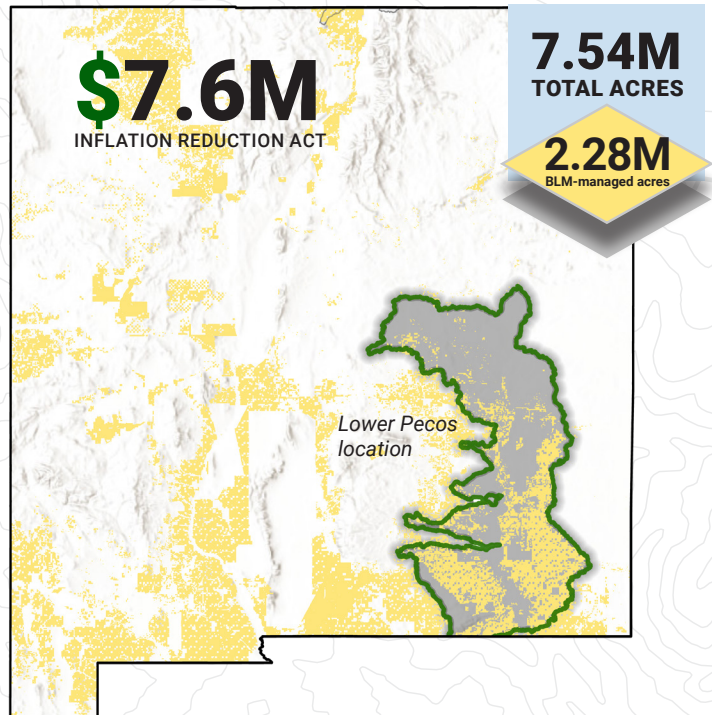 $7.6M
INFLATION REDUCTION ACT
7.54M
TOTAL ACRES
2.28M
BLM-managed acres
Lower Pecos
location